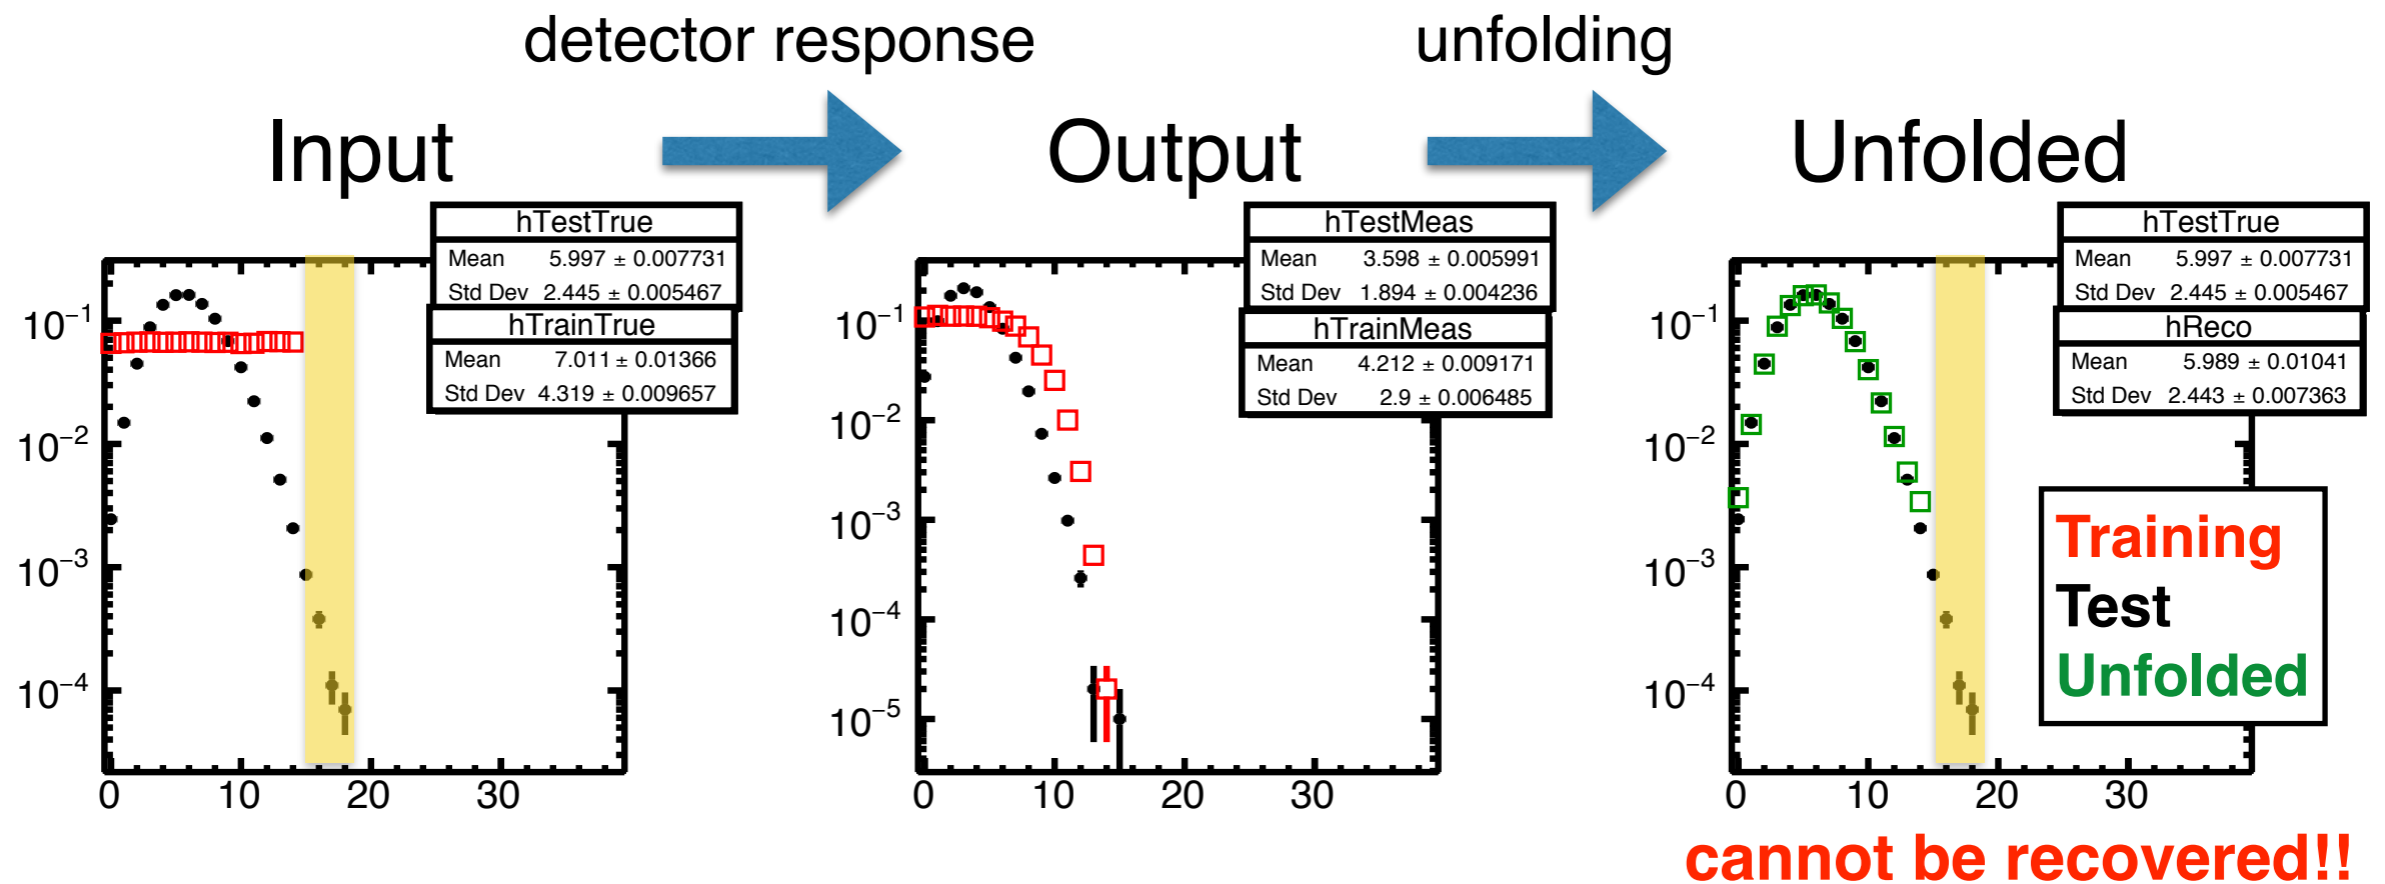 detector response
unfolding
Input
Output
Unfolded
hTestTrue
Mean 5.997 ± 0.007731
Std Dev 2.445 ± 0.005467
hTrainTrue
Mean 7.011 ± 0.01366
Std Dev 4.319 ± 0.009657
10⁻¹
10⁻²
10⁻³
10⁻⁴
0 10 20 30
hTestMeas
Mean 3.598 ± 0.005991
Std Dev 1.894 ± 0.004236
hTrainMeas
Mean 4.212 ± 0.009171
Std Dev 2.9 ± 0.006485
10⁻¹
10⁻²
10⁻³
10⁻⁴
10⁻⁵
0 10 20 30
hTestTrue
Mean 5.997 ± 0.007731
Std Dev 2.445 ± 0.005467
hReco
Mean 5.989 ± 0.01041
Std Dev 2.443 ± 0.007363
10⁻¹
10⁻²
10⁻³
10⁻⁴
0 10 20 30
Training
Test
Unfolded
cannot be recovered!!